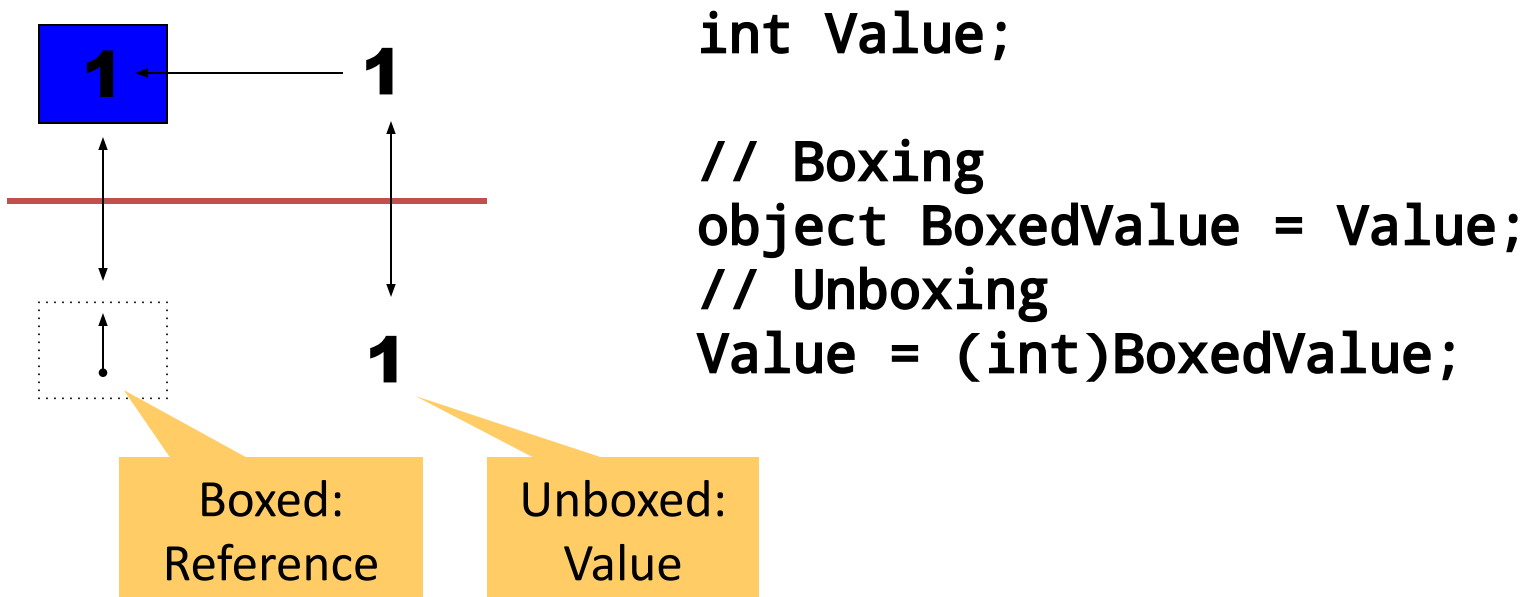 1
1
1
int Value;
// Boxing
object BoxedValue = Value;
// Unboxing
Value = (int)BoxedValue;
Boxed:
Reference
Unboxed:
Value